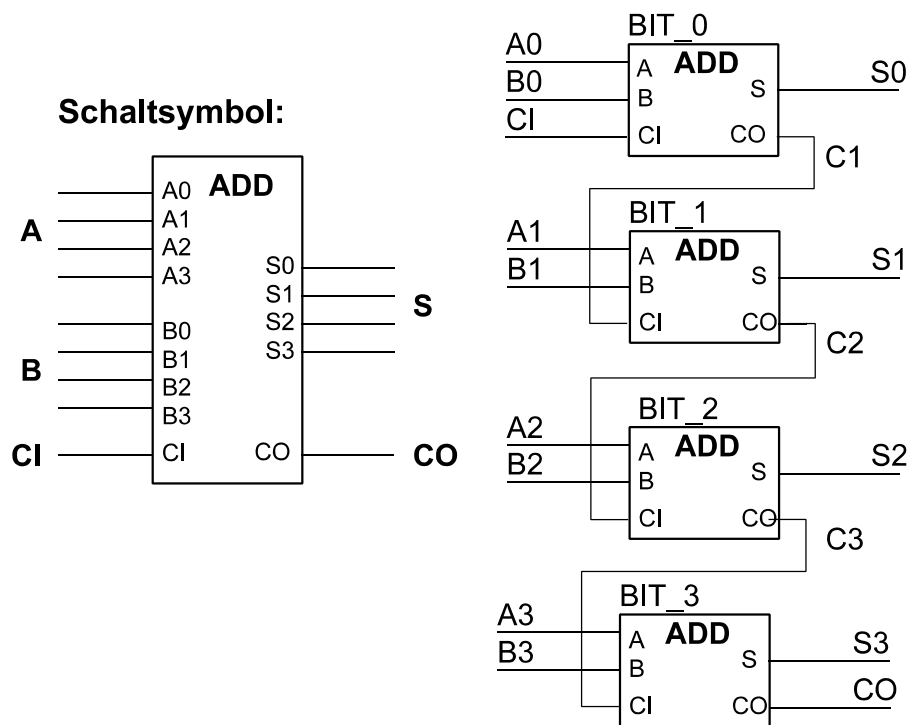 Schaltsymbol:
ADD
A
A0
A1
A2
A3
B
B0
B1
B2
B3
CI
CI
S0
S1
S2
S3
S
CO
CO
BIT_0
A0
B0
CI
A
B
CI
ADD
S
CO
S0
C1
BIT_1
A1
B1
A
B
CI
ADD
S
CO
S1
C2
BIT_2
A2
B2
A
B
CI
ADD
S
CO
S2
C3
BIT_3
A3
B3
A
B
CI
ADD
S
CO
S3
CO